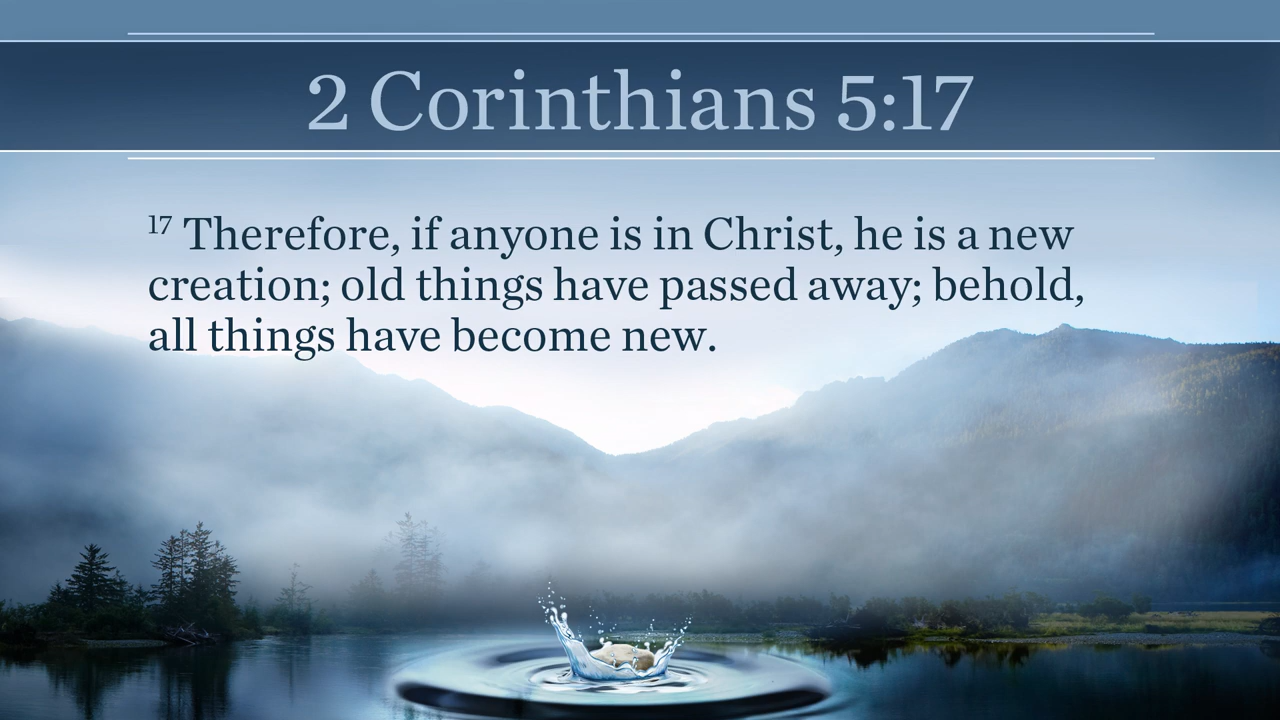 2 Corinthians 5:17
17 Therefore, if anyone is in Christ, he is a new
creation; old things have passed away; behold,
all things have become new.